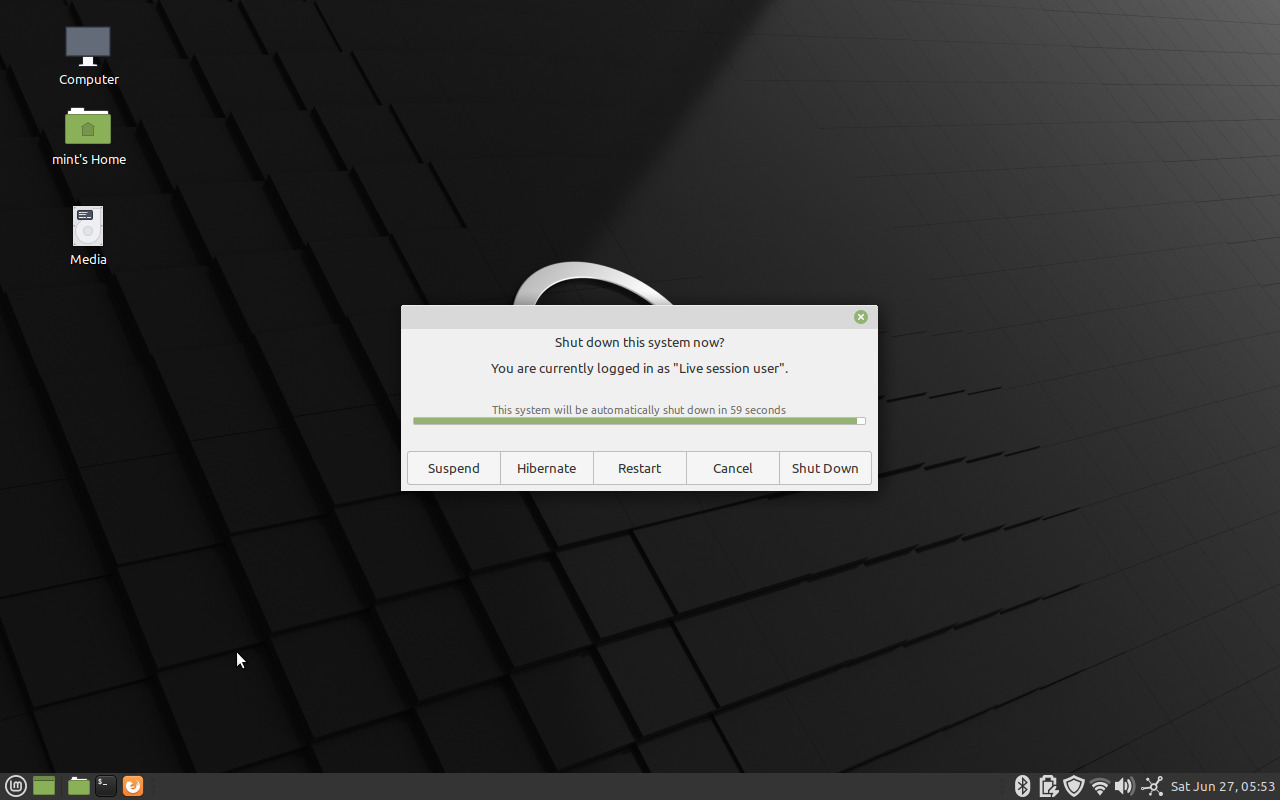 Computer
mint's Home
Media
Shut down this system now?
You are currently logged in as "Live session user".
This system will be automatically shut down in 59 seconds
Suspend Hibernate Restart Cancel Shut Down
$_ Sat Jun 27, 05:53